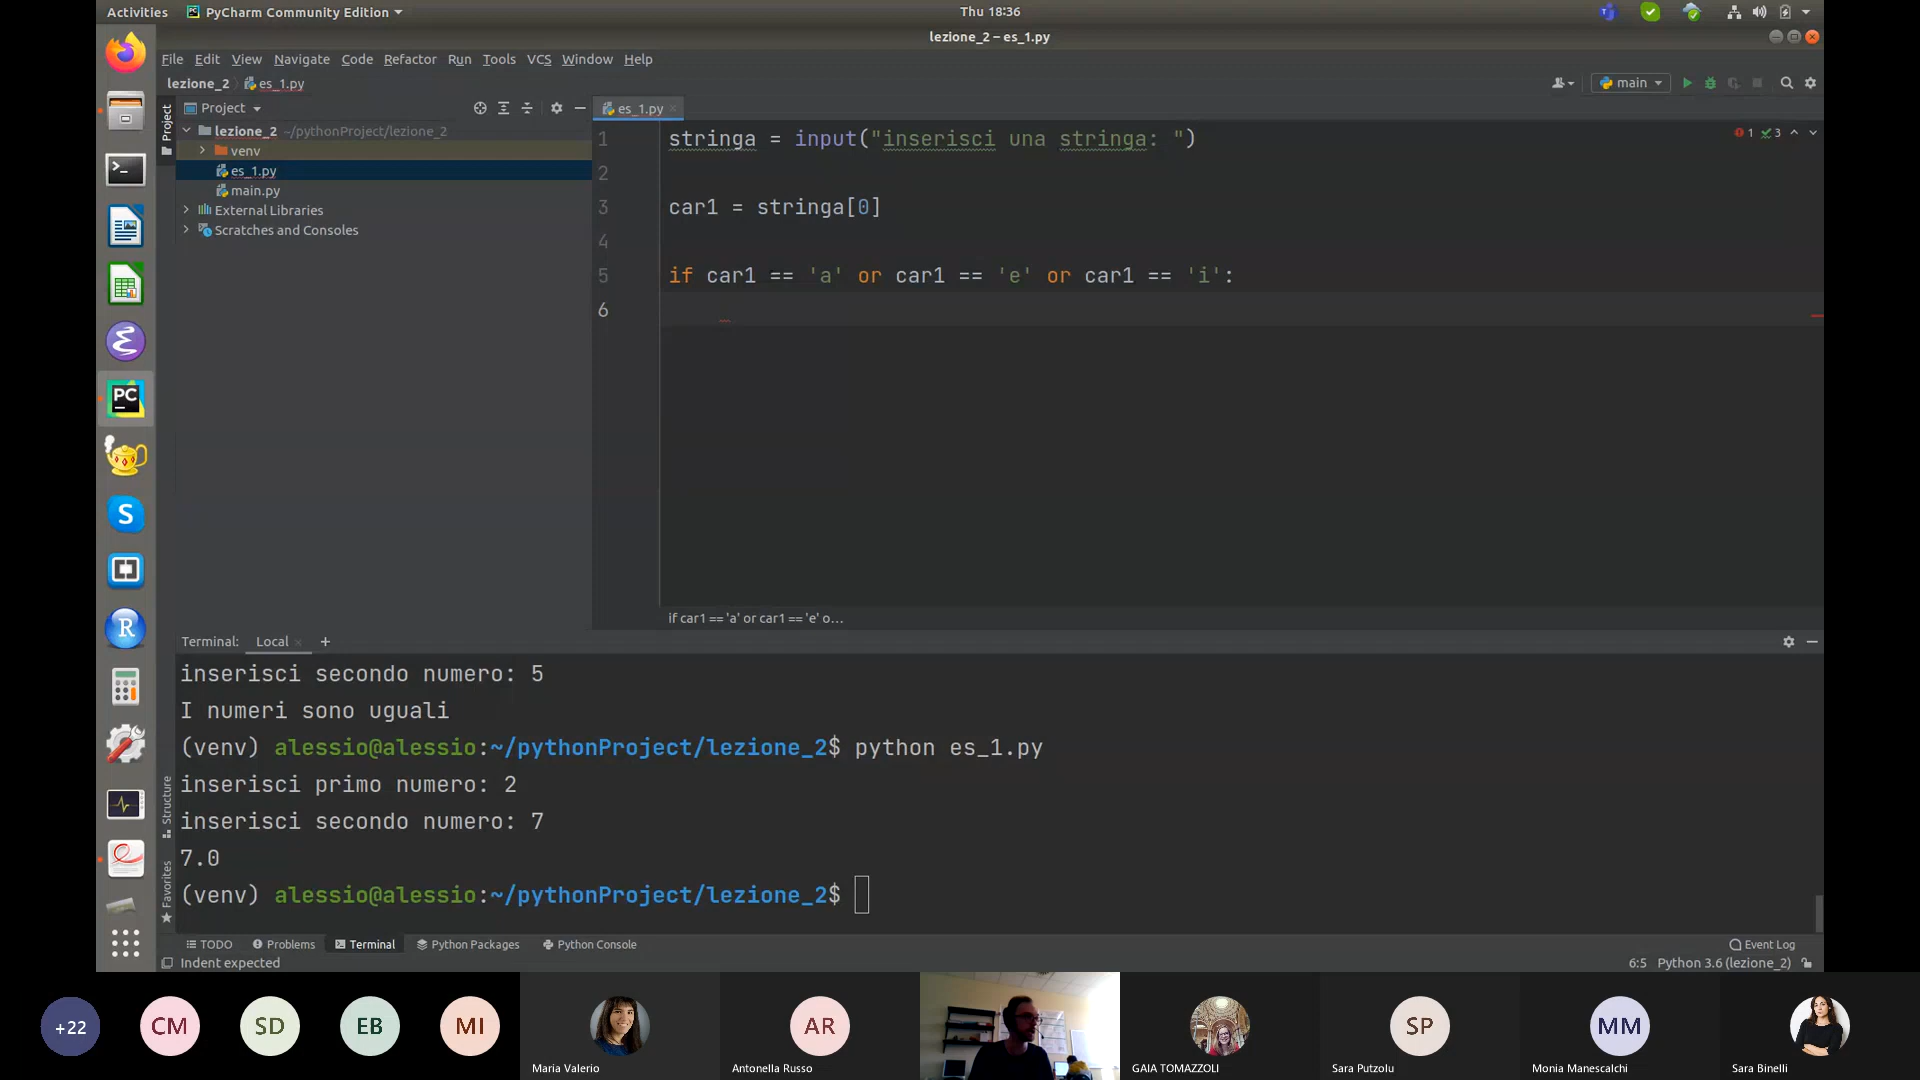 Activities
PyCharm Community Edition
Thu 18:36
lezione_2 – es_1.py
File Edit View Navigate Code Refactor Run Tools VCS Window Help
lezione_2 es_1.py
main
Project
Project
es_1.py
lezione_2 ~/pythonProject/lezione_2
venv
es_1.py
main.py
External Libraries
Scratches and Consoles
1 stringa = input("inserisci una stringa: ")
1 3
2
3 car1 = stringa[0]
4
5 if car1 == 'a' or car1 == 'e' or car1 == 'i':
6
if car1 == 'a' or car1 == 'e' o...
Terminal: Local +
inserisci secondo numero: 5
I numeri sono uguali
(venv) alessio@alessio:~/pythonProject/lezione_2$ python es_1.py
inserisci primo numero: 2
inserisci secondo numero: 7
7.0
(venv) alessio@alessio:~/pythonProject/lezione_2$
Structure
Favorites
TODO Problems Terminal Python Packages Python Console
Event Log
Indent expected
6:5 Python 3.6 (lezione_2)
PC
S
R
+22
CM
SD
EB
MI
Maria Valerio
AR
Antonella Russo
GAIA TOMAZZOLI
SP
Sara Putzolu
MM
Monia Manescalchi
Sara Binelli